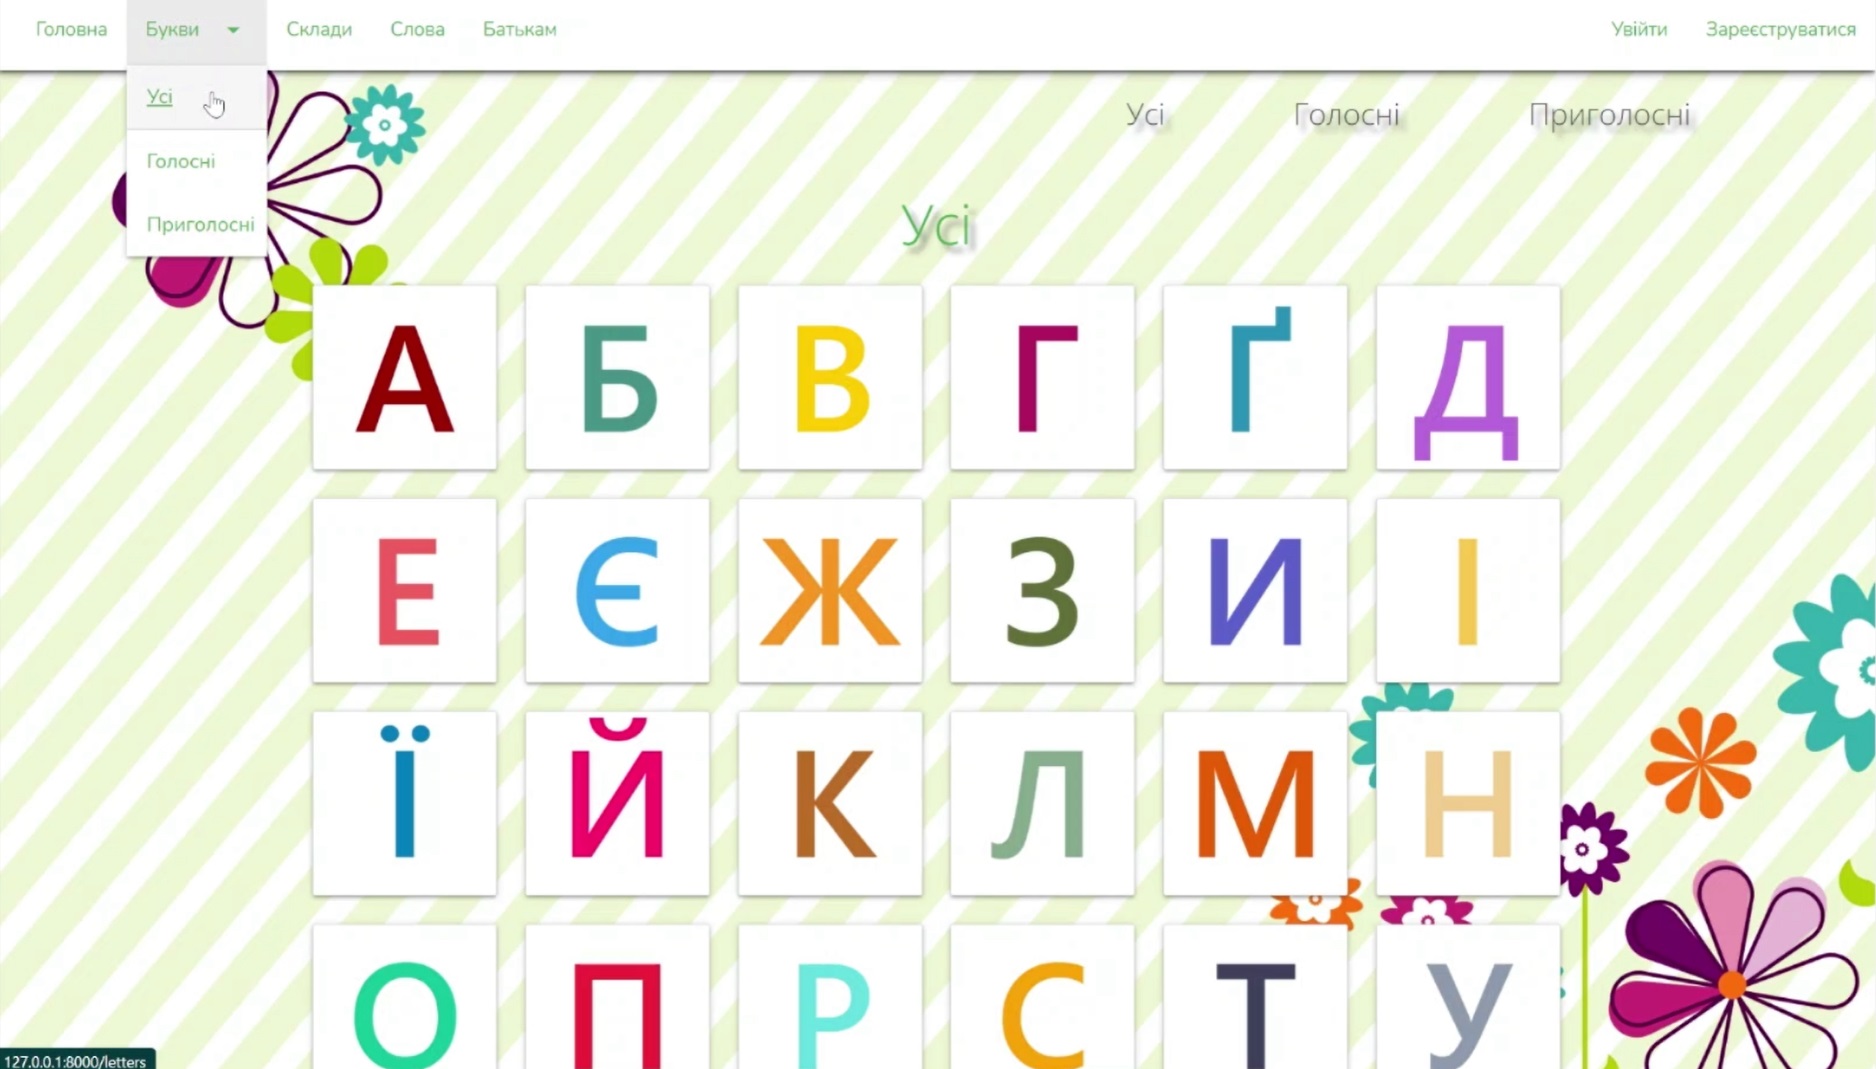 Головна Букви Склади Слова Батькам Увійти Зареєструватися
Усі
Голосні
Приголосні
Усі Голосні Приголосні
Усі
А Б В Г Ґ Д
Е Є Ж З И І
Ї Й К Л М Н
О П Р С Т У
127.0.0.1:8000/letters